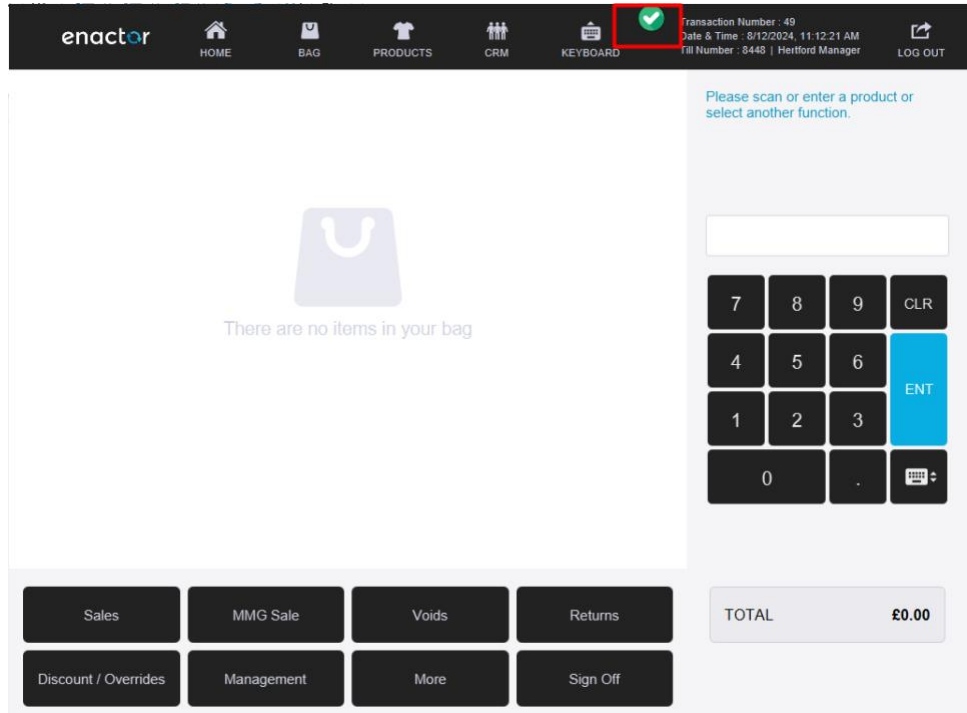 enactor
HOME
BAG
PRODUCTS
CRM
KEYBOARD
Transaction Number : 49
Date & Time : 8/12/2024, 11:12:21 AM
Till Number : 8448 | Hertford Manager
LOG OUT
Please scan or enter a product or
select another function.
There are no items in your bag
7 8 9 CLR
4 5 6
ENT
1 2 3
0 .
Sales MMG Sale Voids Returns
TOTAL £0.00
Discount / Overrides Management More Sign Off